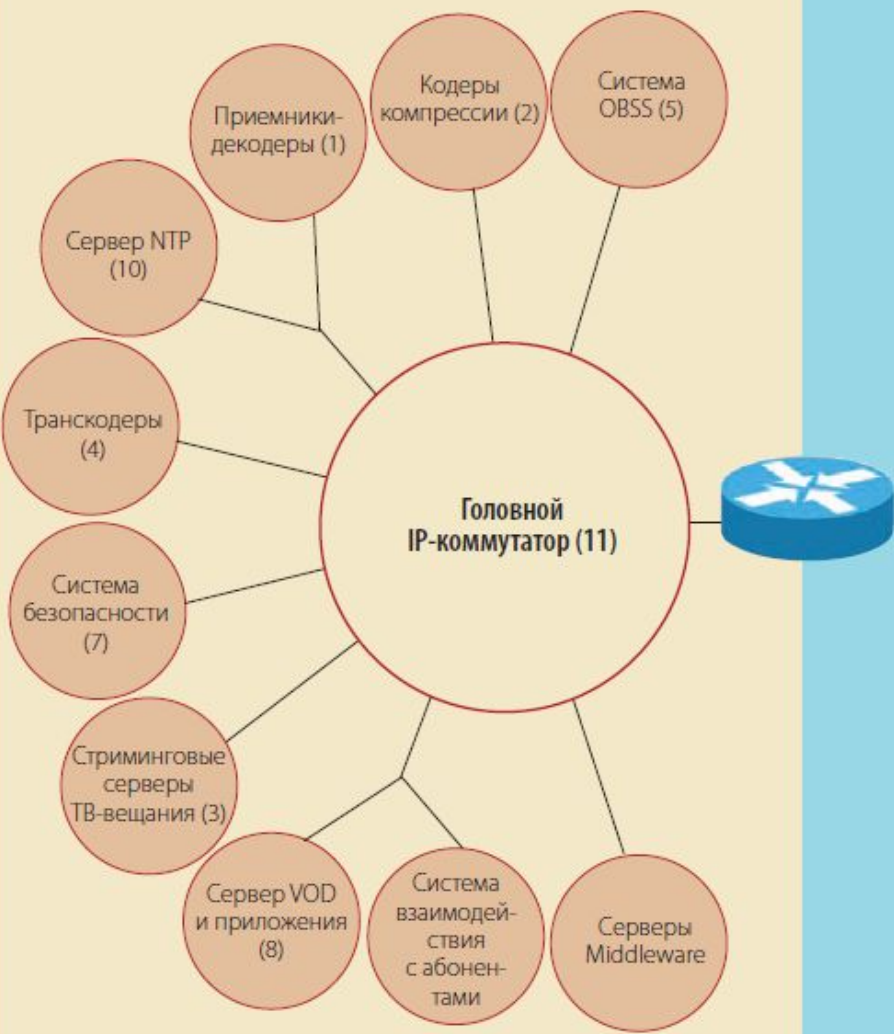 Кодеры
компрессии (2)
Система
OBSS (5)
Приемники-
декодеры (1)
Сервер NTP
(10)
Транскодеры
(4)
Головной
IP-коммутатор (11)
Система
безопасности
(7)
Стриминговые
серверы
ТВ-вещания (3)
Сервер VOD
и приложения
(8)
Система
взаимодей-
ствия
с абонен-
тами
Серверы
Middleware